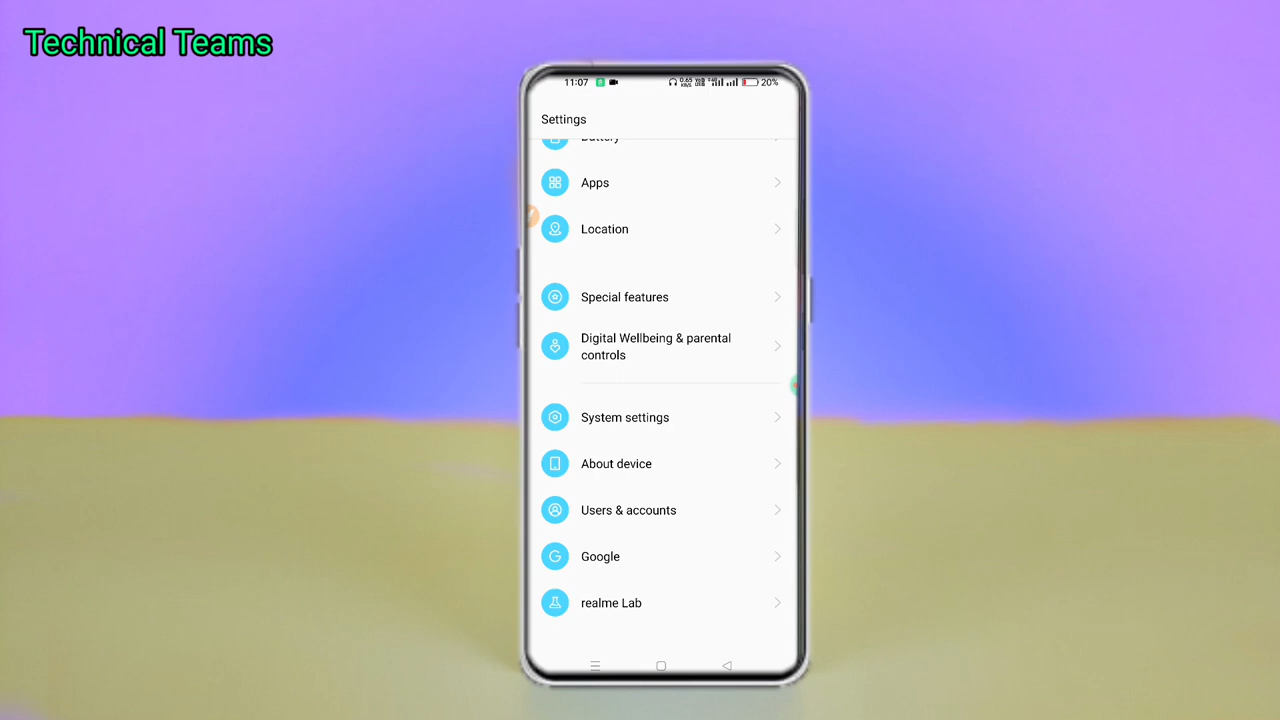 Technical Teams
11:07
20%
Settings
Battery
Apps
Location
Special features
Digital Wellbeing & parental
controls
System settings
About device
Users & accounts
Google
realme Lab